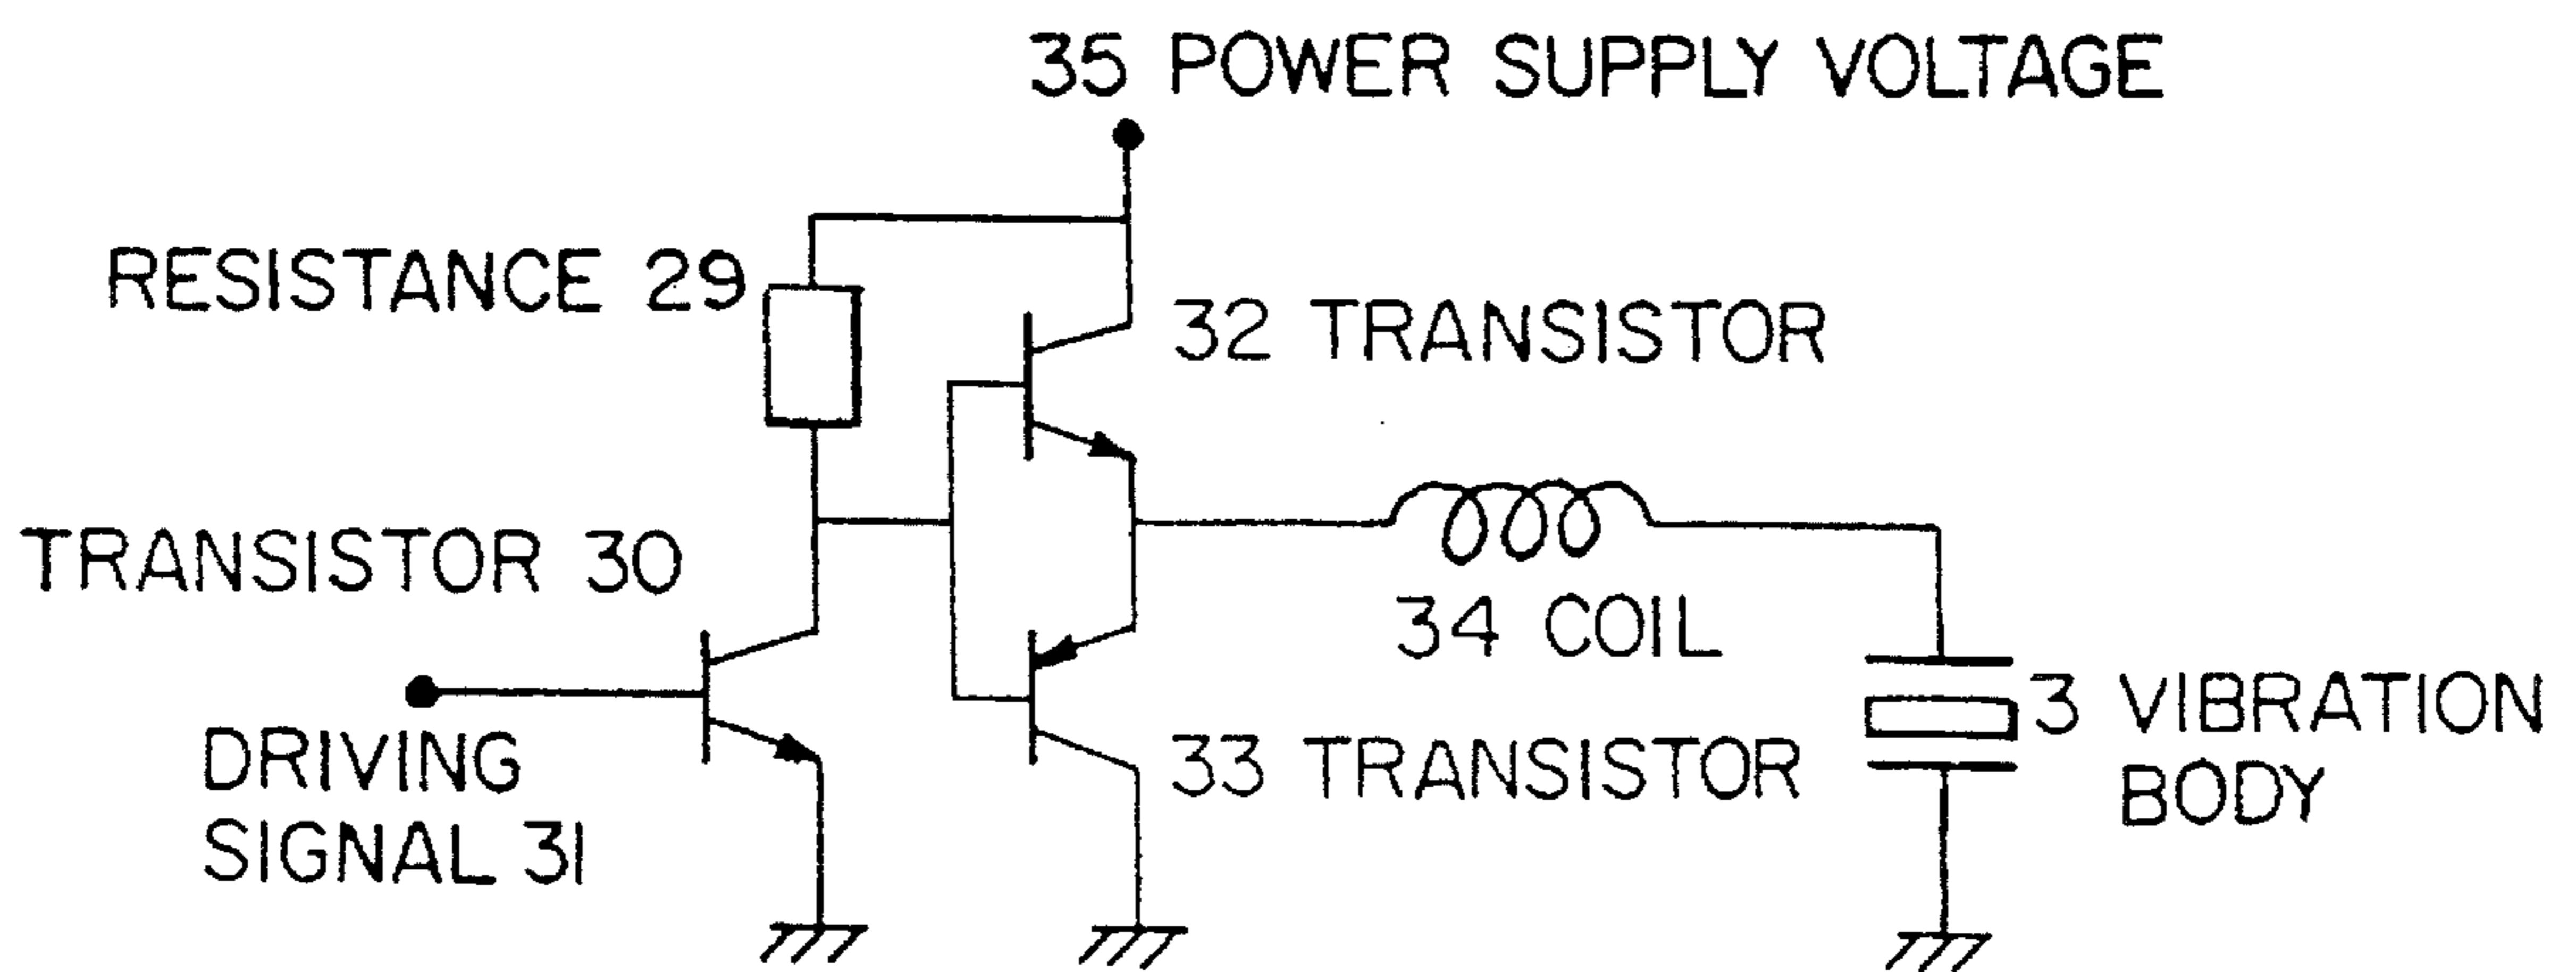 35 POWER SUPPLY VOLTAGE
RESISTANCE 29
32 TRANSISTOR
TRANSISTOR 30
34 COIL
DRIVING
SIGNAL 31
33 TRANSISTOR
3 VIBRATION
BODY